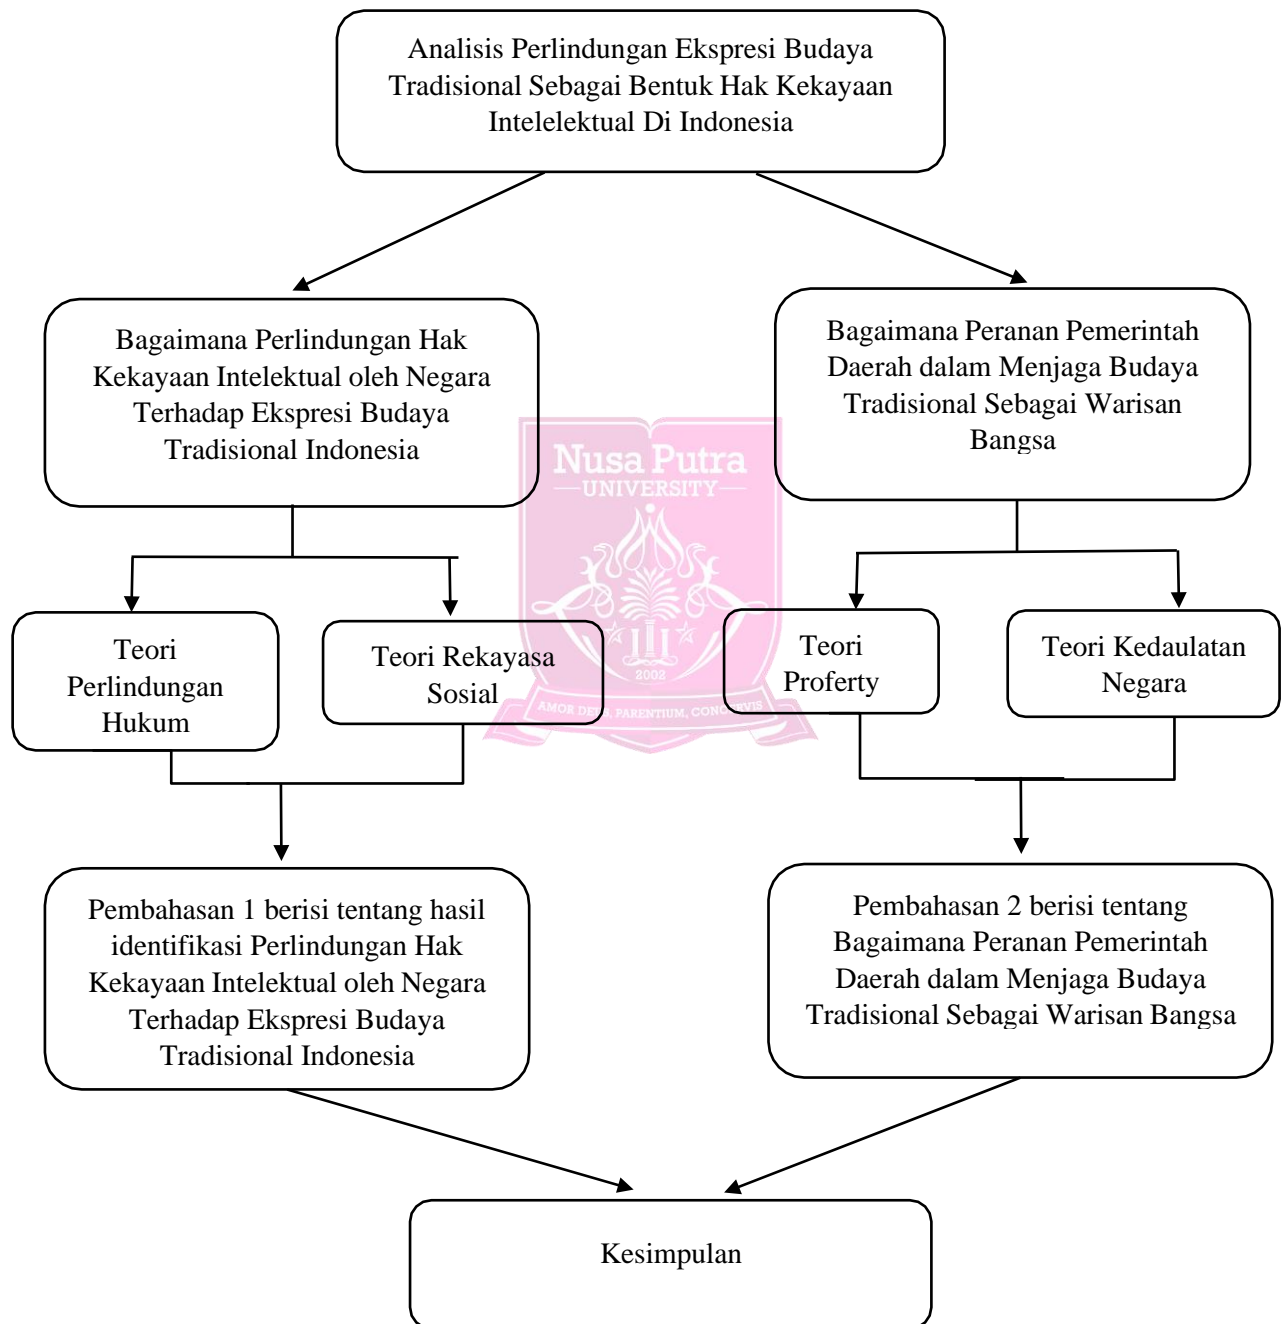 Analisis Perlindungan Ekspresi Budaya
Tradisional Sebagai Bentuk Hak Kekayaan
Intelelektual Di Indonesia
Bagaimana Perlindungan Hak
Kekayaan Intelektual oleh Negara
Terhadap Ekspresi Budaya
Tradisional Indonesia
Bagaimana Peranan Pemerintah
Daerah dalam Menjaga Budaya
Tradisional Sebagai Warisan
Bangsa
Nusa Putra
UNIVERSITY
2002
AMOR DEUS, PARENTIUM, CONCERVIS
Teori
Perlindungan
Hukum
Teori Rekayasa
Sosial
Teori
Proferty
Teori Kedaulatan
Negara
Pembahasan 1 berisi tentang hasil
identifikasi Perlindungan Hak
Kekayaan Intelektual oleh Negara
Terhadap Ekspresi Budaya
Tradisional Indonesia
Pembahasan 2 berisi tentang
Bagaimana Peranan Pemerintah
Daerah dalam Menjaga Budaya
Tradisional Sebagai Warisan Bangsa
Kesimpulan